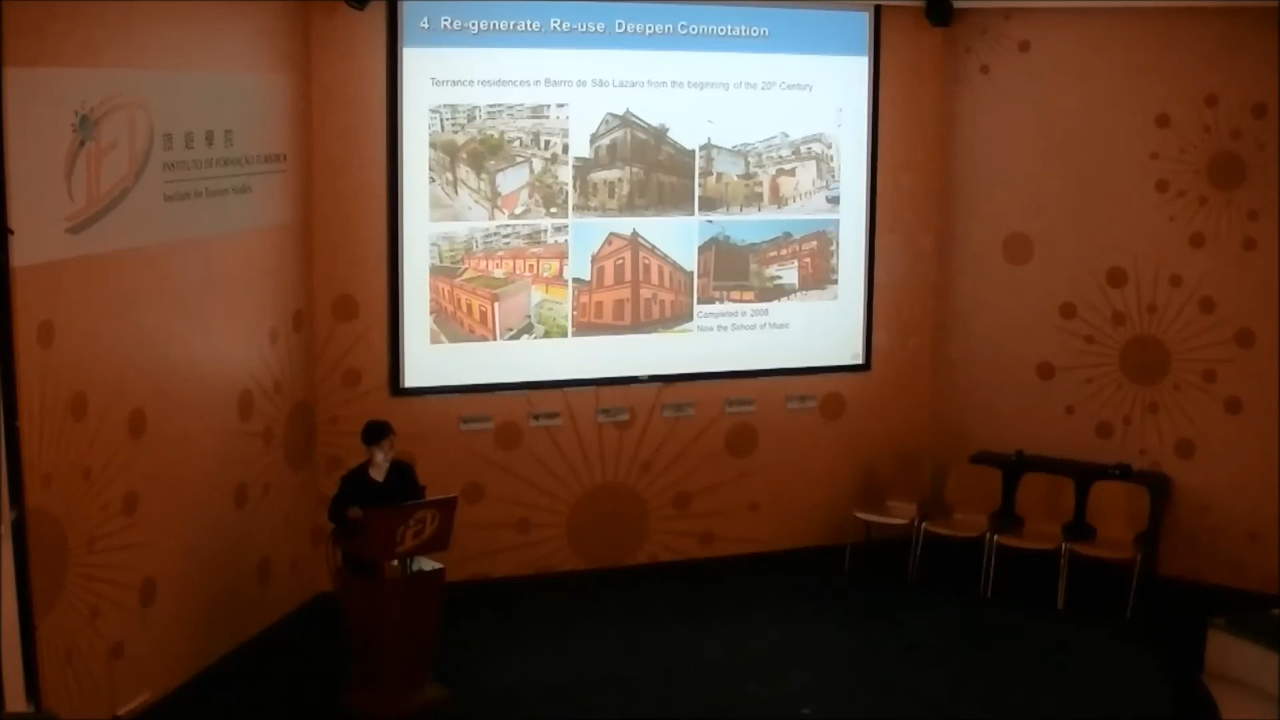 4. Re-generate, Re-use, Deepen Connotation
Terrance residences in Bairro de São Lázaro from the beginning of the 20th Century
Completed in 2008
Now the School of Music
旅遊學院
INSTITUTO DE FORMAÇÃO TURÍSTICA
Institute for Tourism Studies